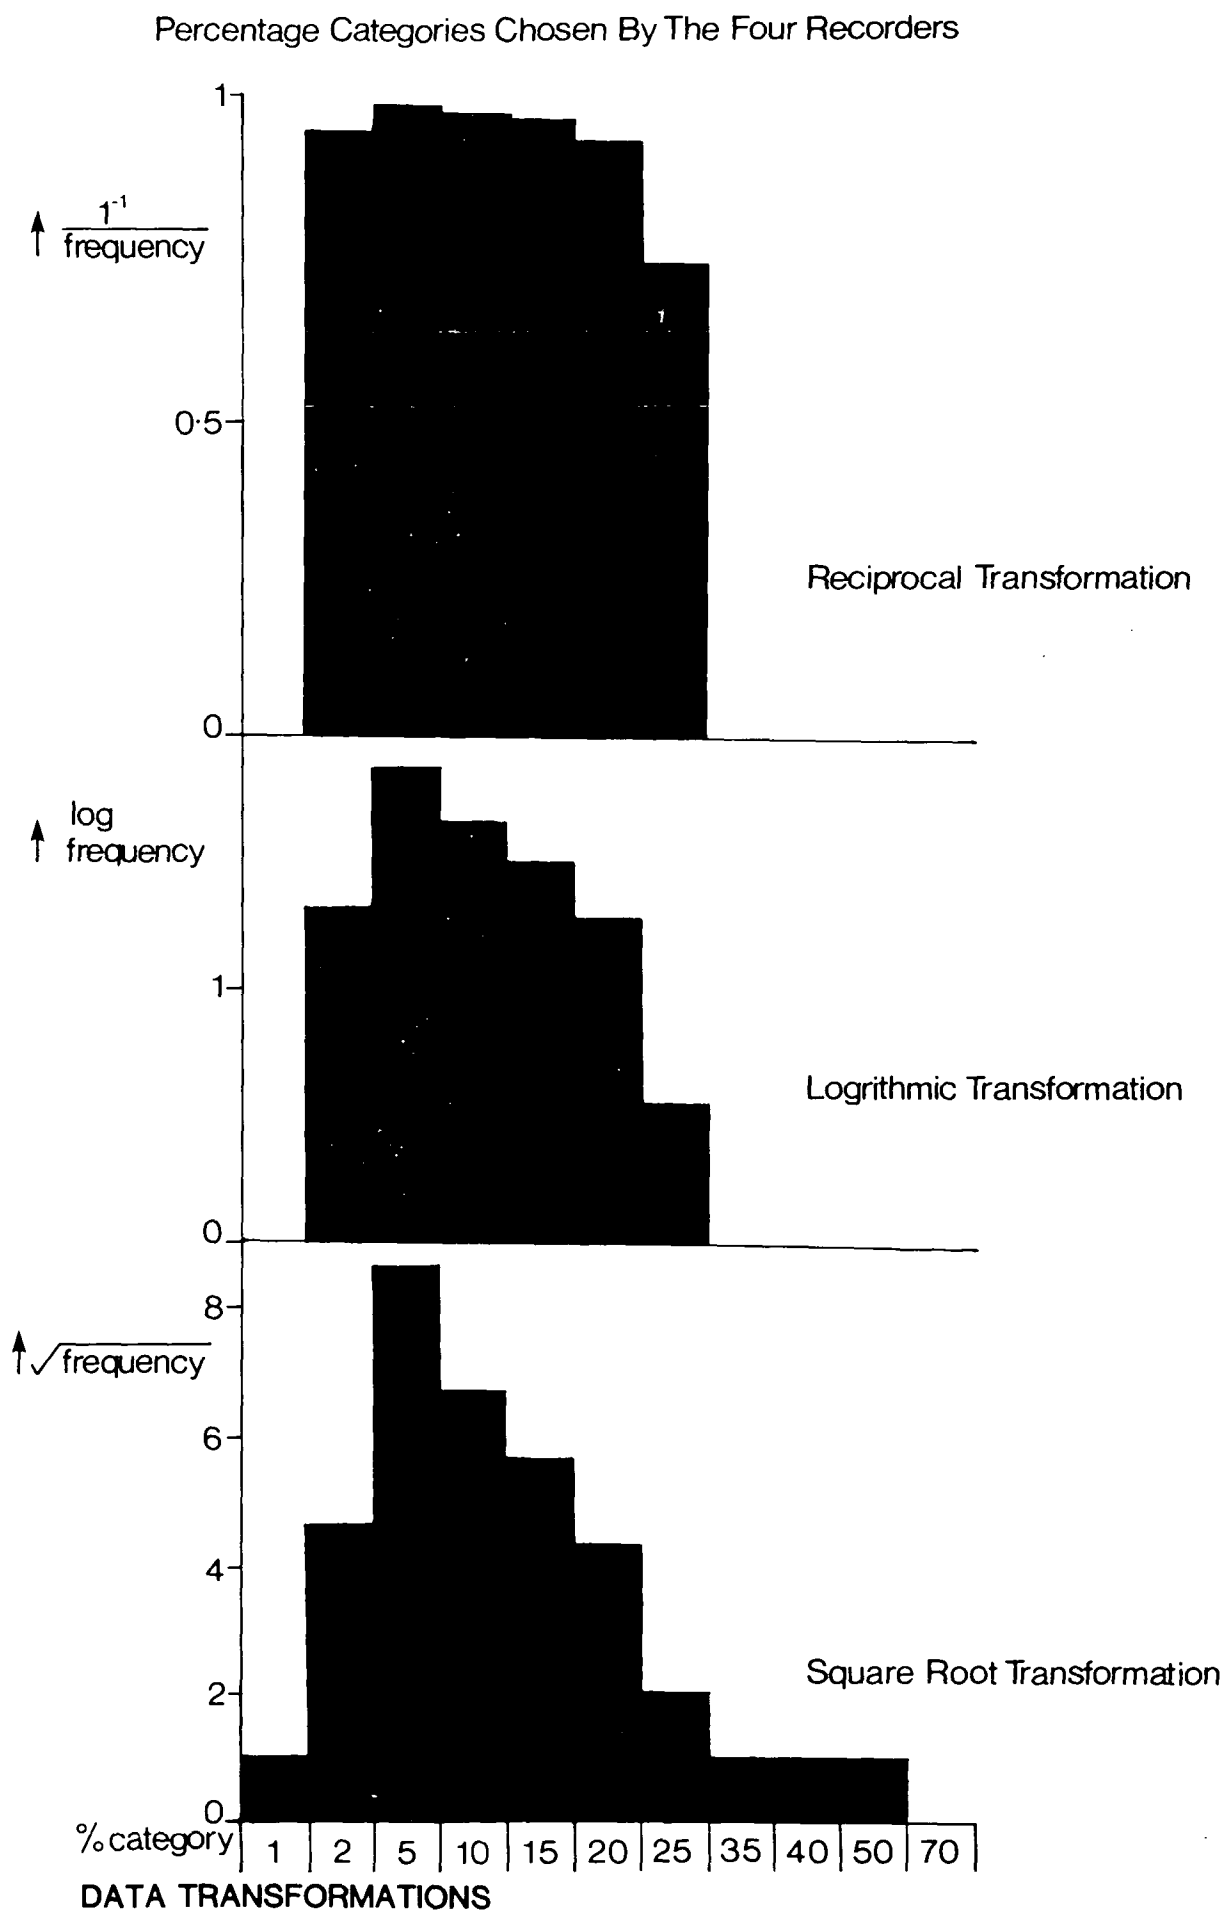 Percentage Categories Chosen By The Four Recorders
1
1⁻¹
frequency
0·5
Reciprocal Transformation
0
log
frequency
1
Logrithmic Transformation
0
8
√frequency
6
4
Square Root Transformation
2
0
% category 1 2 5 10 15 20 25 35 40 50 70
DATA TRANSFORMATIONS